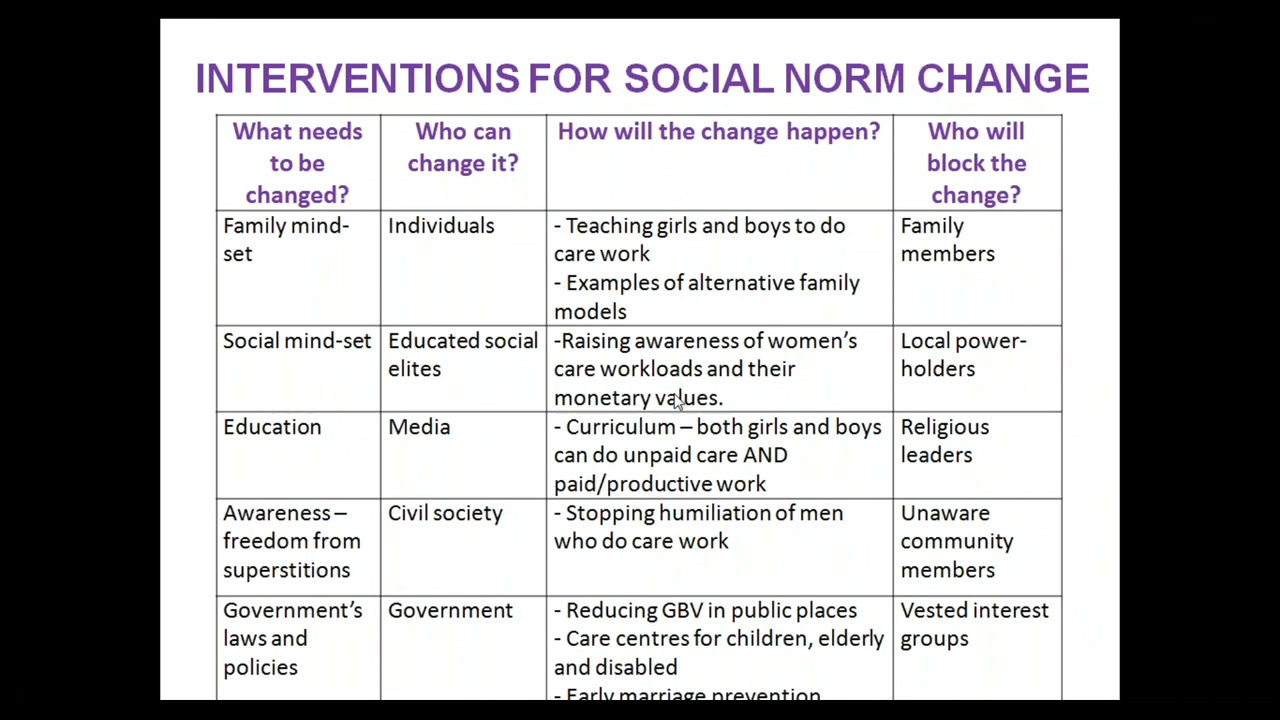 INTERVENTIONS FOR SOCIAL NORM CHANGE
What needs
to be
changed?
Who can
change it?
How will the change happen?
Who will
block the
change?
Family mind-
set
Individuals
- Teaching girls and boys to do
care work
- Examples of alternative family
models
Family
members
Social mind-set
Educated social
elites
-Raising awareness of women’s
care workloads and their
monetary values.
Local power-
holders
Education
Media
- Curriculum – both girls and boys
can do unpaid care AND
paid/productive work
Religious
leaders
Awareness –
freedom from
superstitions
Civil society
- Stopping humiliation of men
who do care work
Unaware
community
members
Government’s
laws and
policies
Government
- Reducing GBV in public places
- Care centres for children, elderly
and disabled
- Early marriage prevention
Vested interest
groups